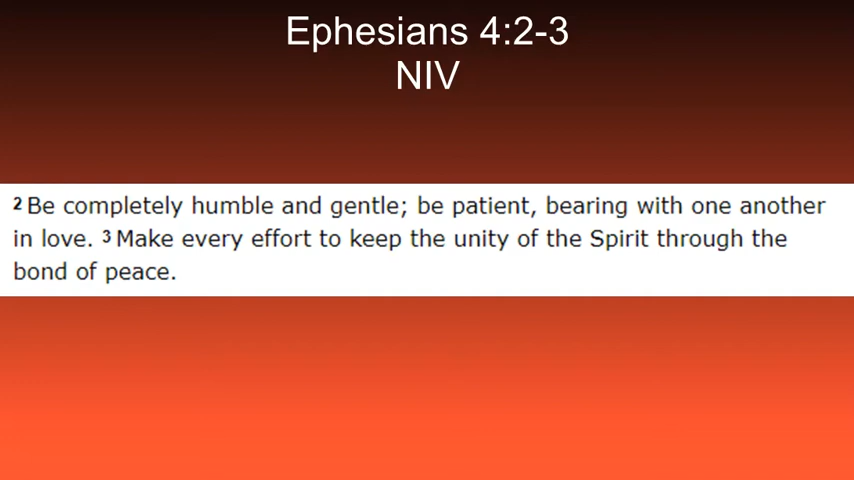 Ephesians 4:2-3
NIV
2 Be completely humble and gentle; be patient, bearing with one another
in love. 3 Make every effort to keep the unity of the Spirit through the
bond of peace.